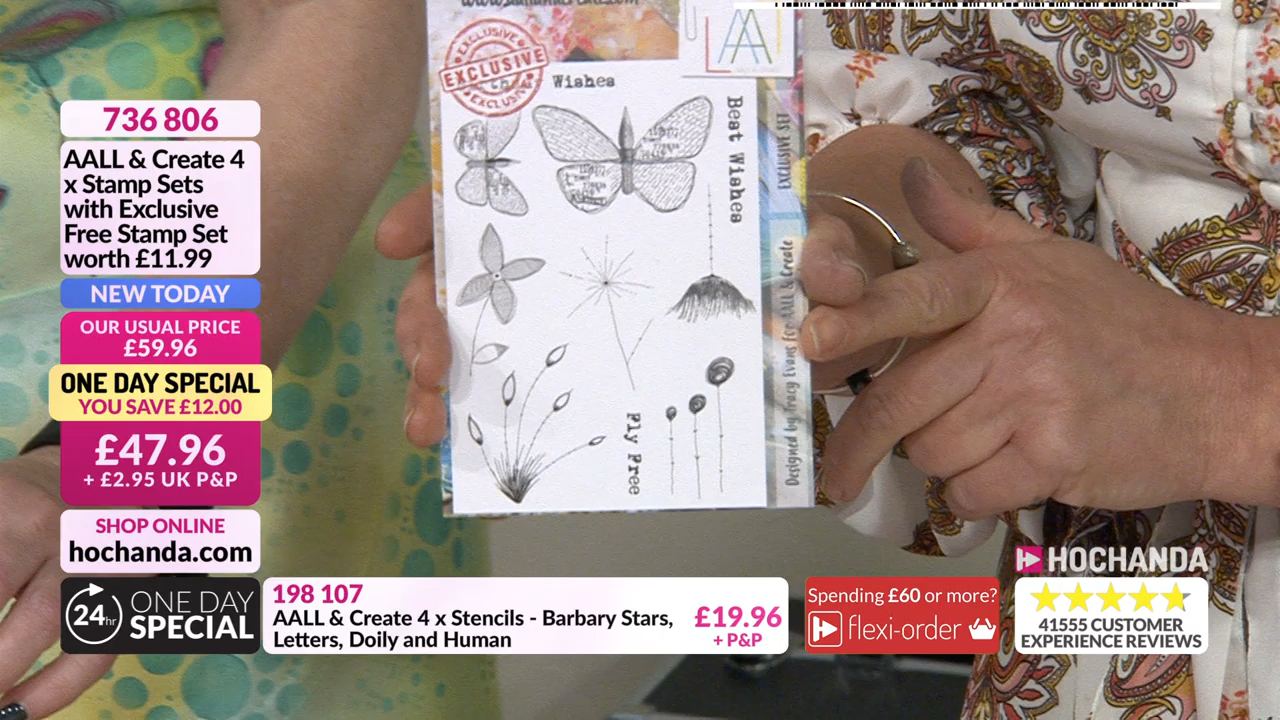 736 806
AALL & Create 4
x Stamp Sets
with Exclusive
Free Stamp Set
worth £11.99
NEW TODAY
OUR USUAL PRICE
£59.96
ONE DAY SPECIAL
YOU SAVE £12.00
£47.96
+ £2.95 UK P&P
SHOP ONLINE
hochanda.com
24hr
ONE DAY
SPECIAL
198 107
AALL & Create 4 x Stencils - Barbary Stars,
Letters, Doily and Human
£19.96
+ P&P
Spending £60 or more?
flexi-order
HOCHANDA
41555 CUSTOMER
EXPERIENCE REVIEWS
EXCLUSIVE
EXCLUSIVE
EXCLUSIVE
Wishes
Best Wishes
Fly Free
EXCLUSIVE SET
Designed by Tracy Evans for AALL & Create